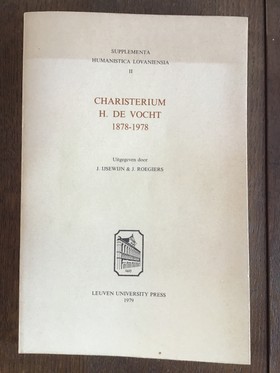 SUPPLEMENTA
HUMANISTICA LOVANIENSIA
II
CHARISTERIUM
H. DE VOCHT
1878-1978
Uitgegeven door
J. IJSEWIJN & J. ROEGIERS
LEUVEN UNIVERSITY PRESS
1979